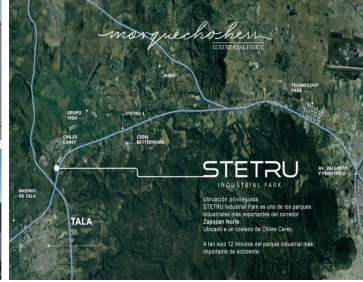 marquechohess
LUXURY REAL ESTATE
TECHNOLOGY
PARK
GRUPO
VIDA
STETRU 2
CHILES
CAREY
CEDIS
BETTERWARE
STETRU
INDUSTRIAL PARK
AV. VALLARTA
Y PERIFÉRICO
INGENIO
DE TALA
TALA
Ubicación privilegiada
STETRU Industrial Park es uno de los parques
industriales más importantes del corredor
Zapopan Norte.
Ubicado a un costado de Chiles Carey.
A tan solo 12 minutos del parque industrial más
importante de occidente.